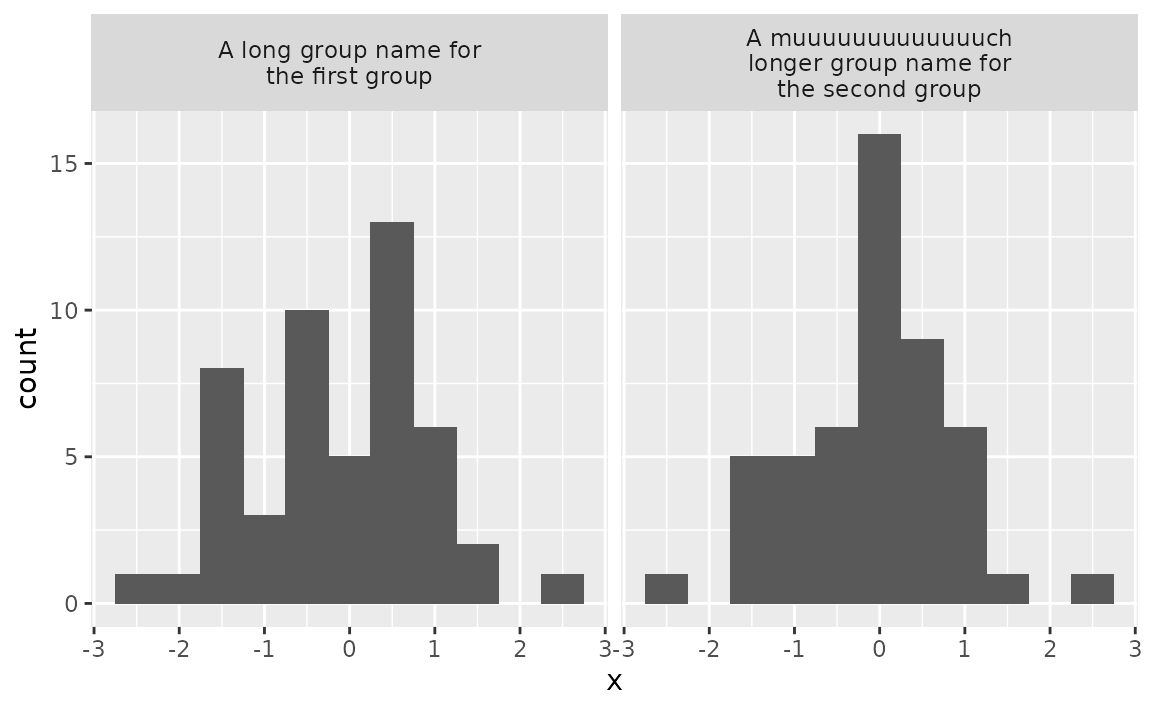 A long group name for
the first group
A muuuuuuuuuuuuuch
longer group name for
the second group
15
10
5
0
count
-3 -2 -1 0 1 2 3
-3 -2 -1 0 1 2 3
x